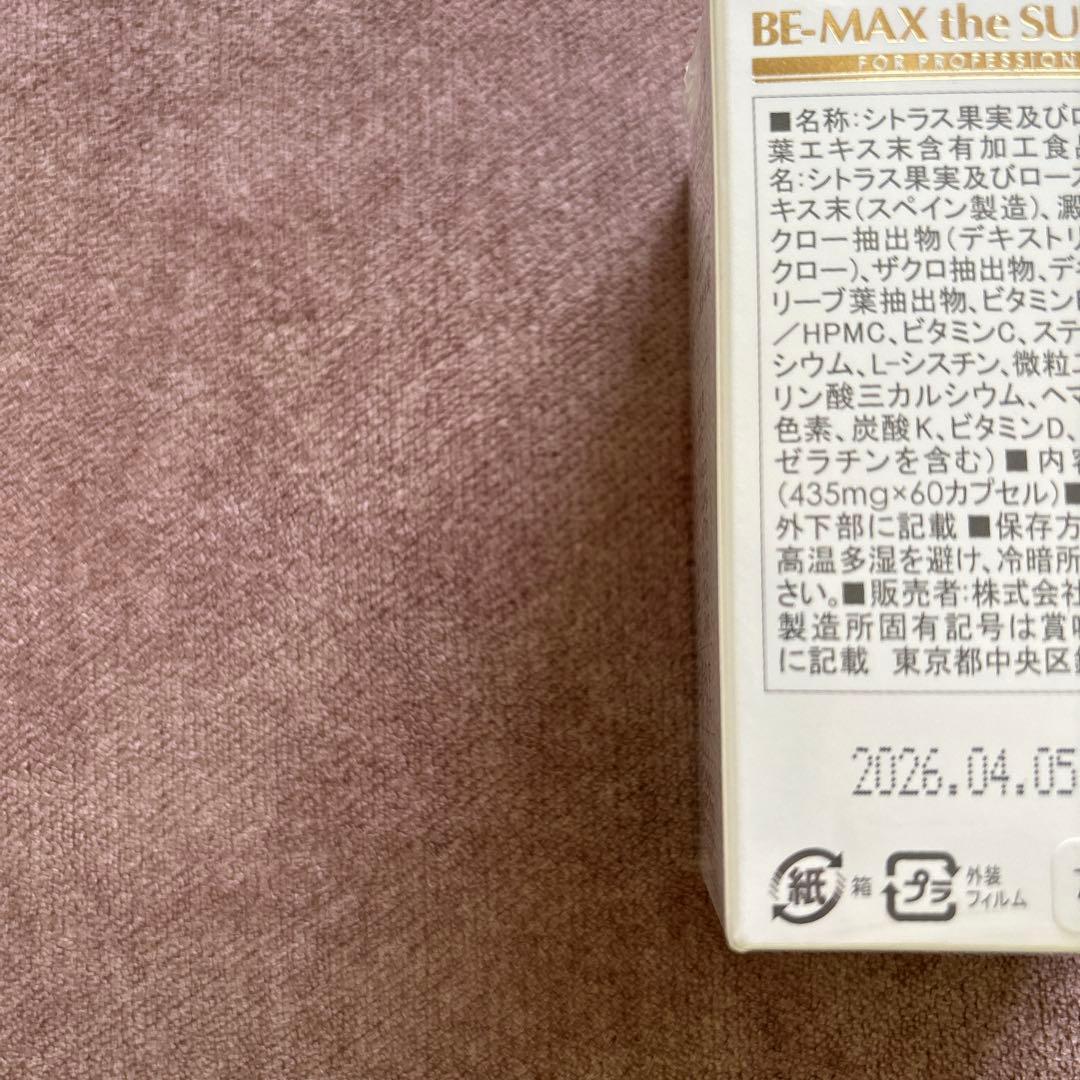 BE-MAX the SU
FOR PROFESSION
■名称:シトラス果実及びロ
葉エキス末含有加工食品
名:シトラス果実及びローズ
キス末(スペイン製造)、澱
クロー抽出物(デキストリ
クロー)、ザクロ抽出物、デキ
リーブ葉抽出物、ビタミン
/HPMC、ビタミンC、ステ
シウム、L-シスチン、微粒二
リン酸三カルシウム、ヘマ
色素、炭酸K、ビタミンD、
ゼラチンを含む)■内容
(435mg×60カプセル)■
外下部に記載 ■保存方
高温多湿を避け、冷暗所
さい。■販売者:株式会社
製造所固有記号は賞味
に記載 東京都中央区銀
2026.04.05
紙 箱 プラ 外装
フィルム